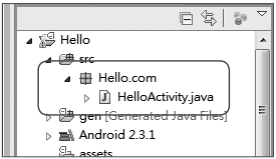 Hello
src
Hello.com
HelloActivity.java
gen [Generated Java Files]
Android 2.3.1
assets